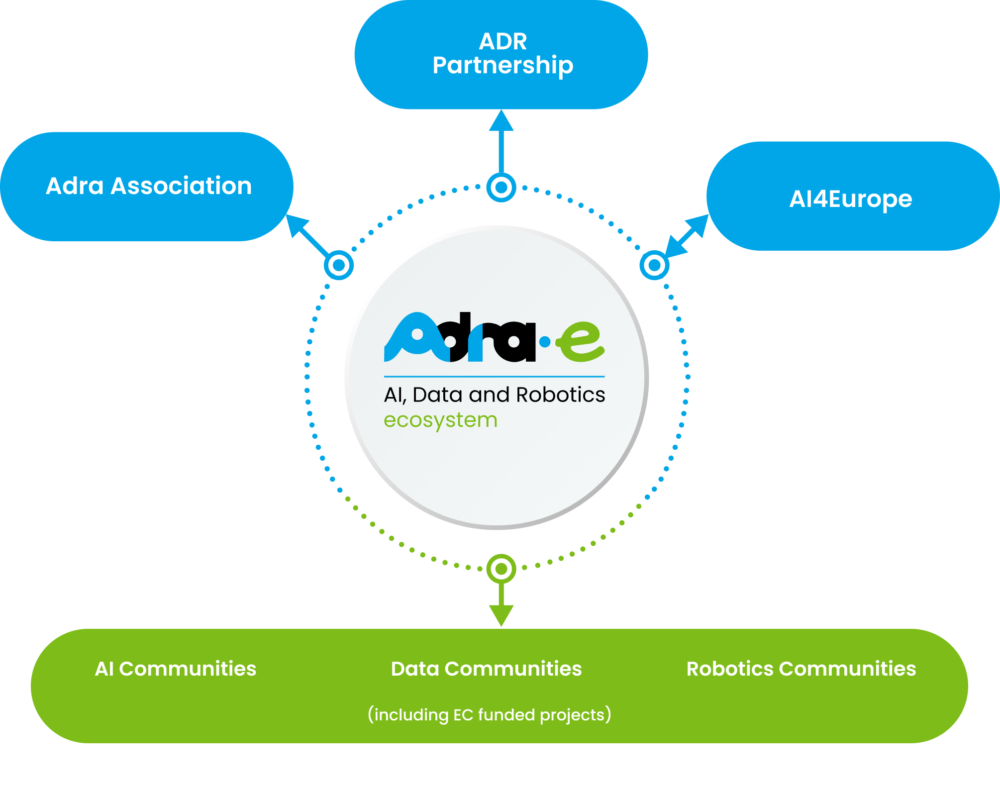 ADR
Partnership
Adra Association
AI4Europe
Adra·e
AI, Data and Robotics
ecosystem
AI Communities
Data Communities
Robotics Communities
(including EC funded projects)